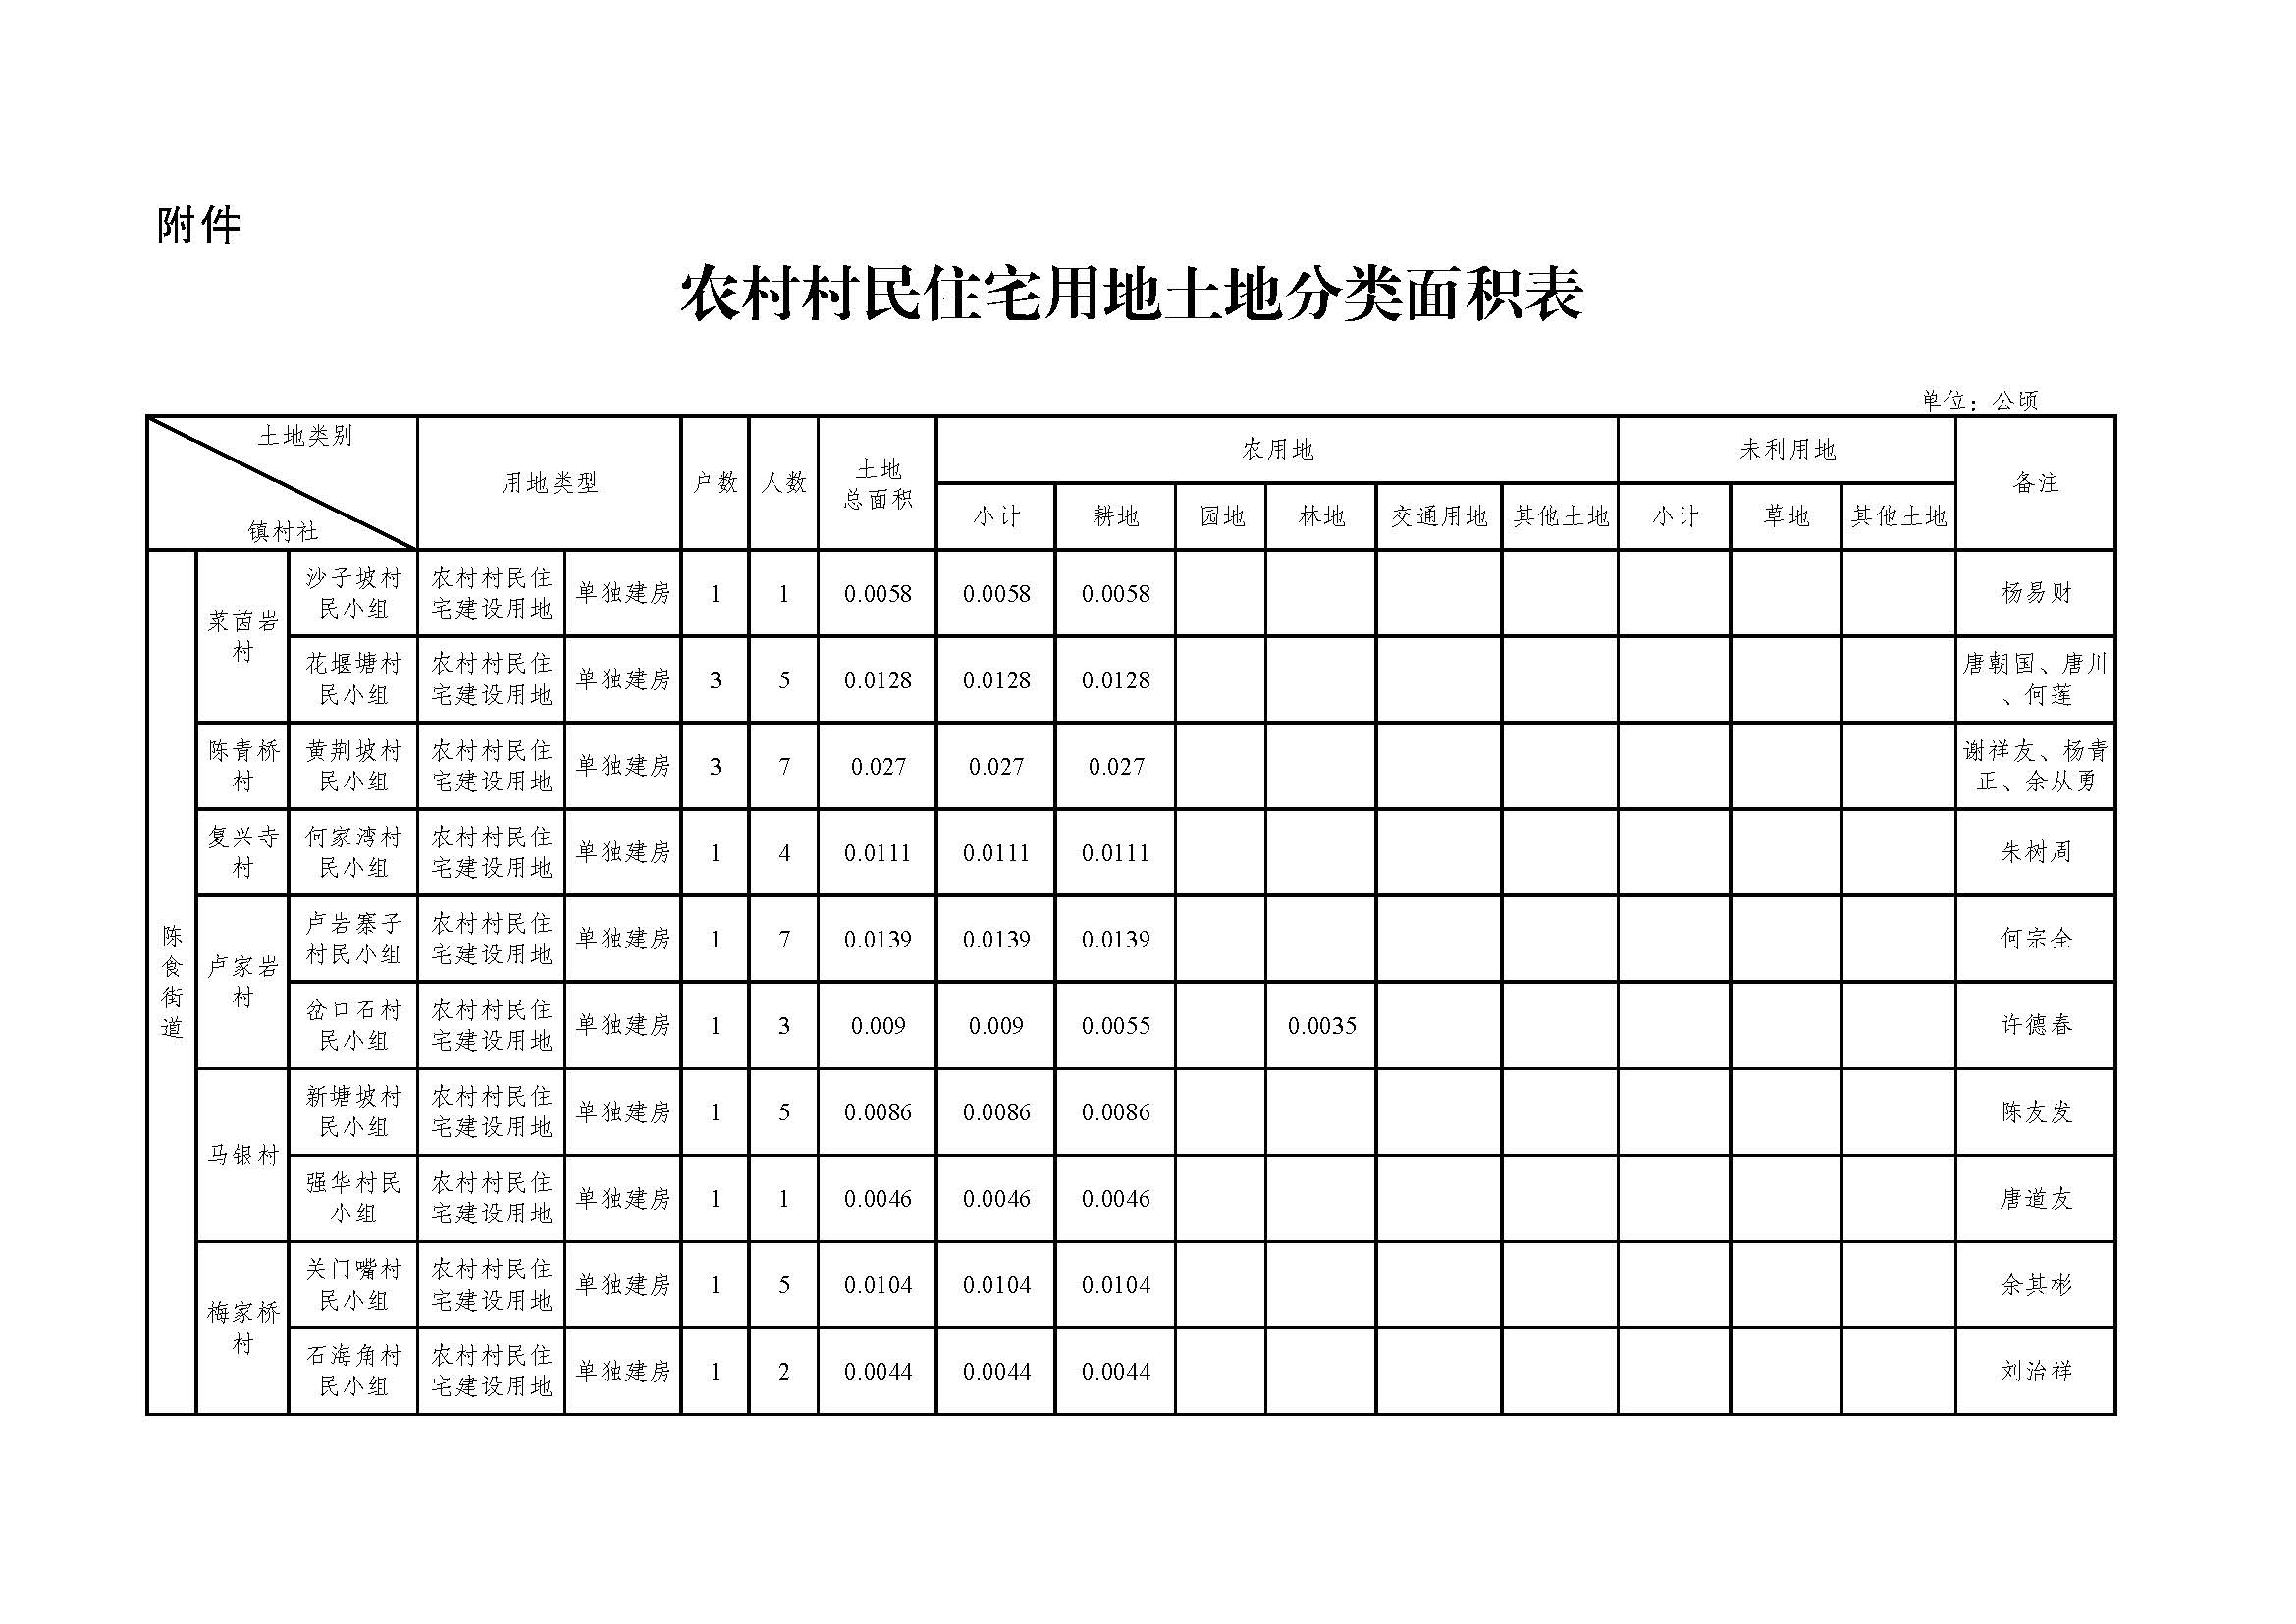 附件
农村村民住宅用地土地分类面积表
单位：公顷
土地类别
镇村社
用地类型
户数
人数
土地
总面积
农用地
未利用地
备注
小计
耕地
园地
林地
交通用地
其他土地
小计
草地
其他土地
陈食街道
菜茵岩
村
沙子坡村
民小组
农村村民住
宅建设用地
单独建房
1
1
0.0058
0.0058
0.0058
杨易财
花堰塘村
民小组
农村村民住
宅建设用地
单独建房
3
5
0.0128
0.0128
0.0128
唐朝国、唐川
、何莲
陈青桥
村
黄荆坡村
民小组
农村村民住
宅建设用地
单独建房
3
7
0.027
0.027
0.027
谢祥友、杨青
正、余从勇
复兴寺
村
何家湾村
民小组
农村村民住
宅建设用地
单独建房
1
4
0.0111
0.0111
0.0111
朱树周
卢家岩
村
卢岩寨子
村民小组
农村村民住
宅建设用地
单独建房
1
7
0.0139
0.0139
0.0139
何宗全
岔口石村
民小组
农村村民住
宅建设用地
单独建房
1
3
0.009
0.009
0.0055
0.0035
许德春
马银村
新塘坡村
民小组
农村村民住
宅建设用地
单独建房
1
5
0.0086
0.0086
0.0086
陈友发
强华村民
小组
农村村民住
宅建设用地
单独建房
1
1
0.0046
0.0046
0.0046
唐道友
梅家桥
村
关门嘴村
民小组
农村村民住
宅建设用地
单独建房
1
5
0.0104
0.0104
0.0104
余其彬
石海角村
民小组
农村村民住
宅建设用地
单独建房
1
2
0.0044
0.0044
0.0044
刘治祥